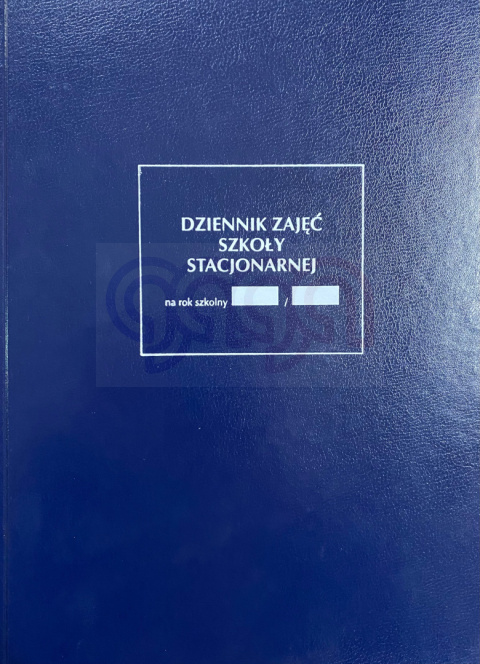 DZIENNIK ZAJĘĆ
SZKOŁY
STACJONARNEJ
na rok szkolny /